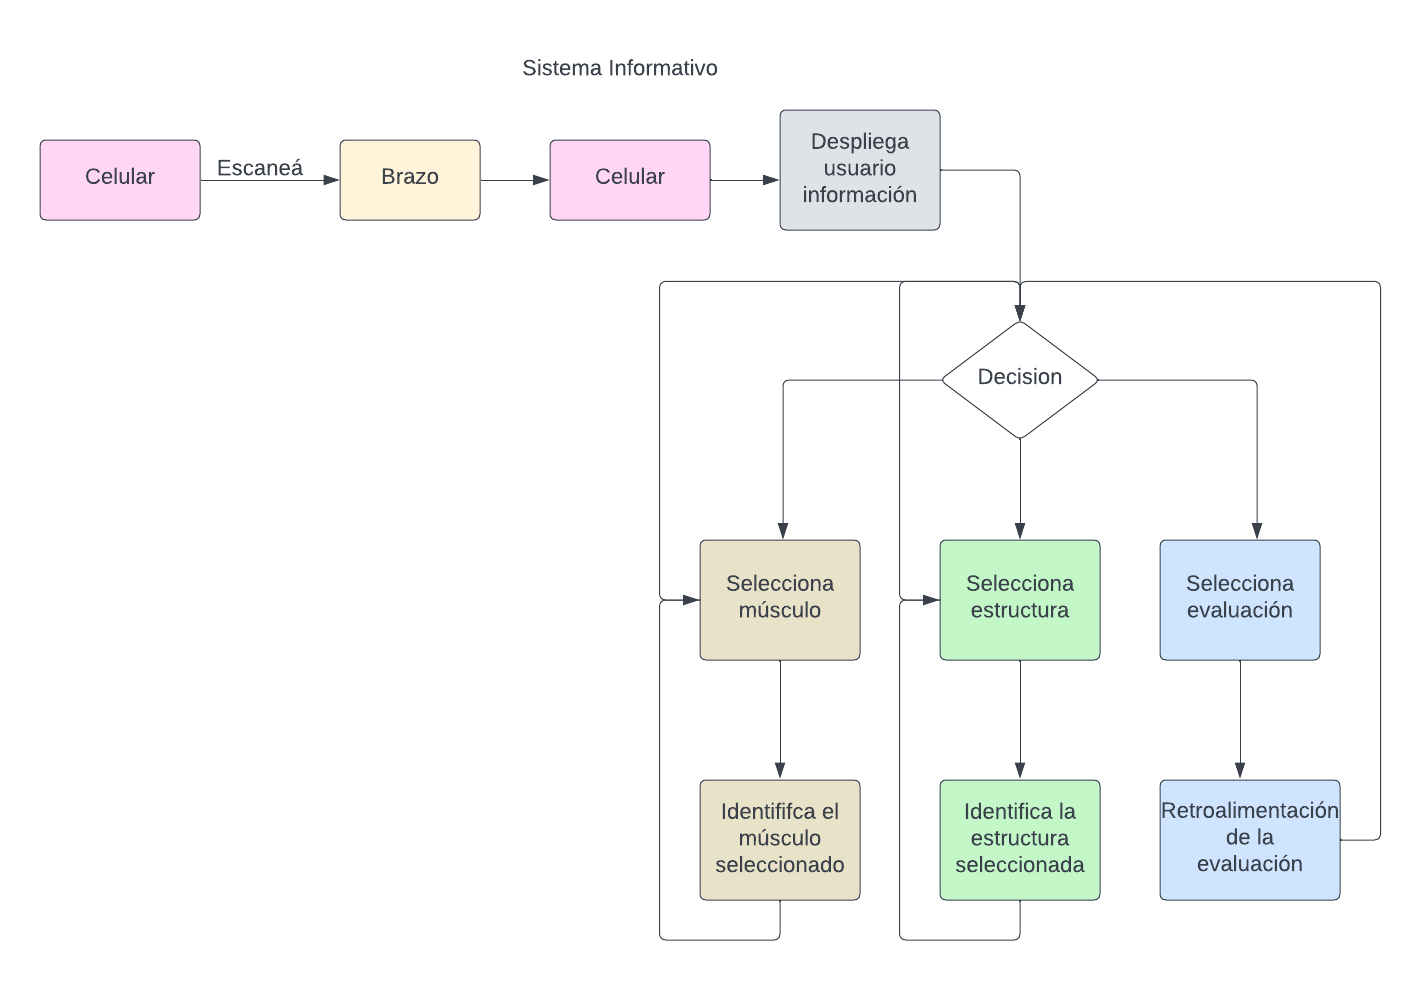 Sistema Informativo
Celular
Escaneá
Brazo
Celular
Despliega
usuario
información
Decision
Selecciona
músculo
Selecciona
estructura
Selecciona
evaluación
Identififca el
músculo
seleccionado
Identifica la
estructura
seleccionada
Retroalimentación
de la
evaluación